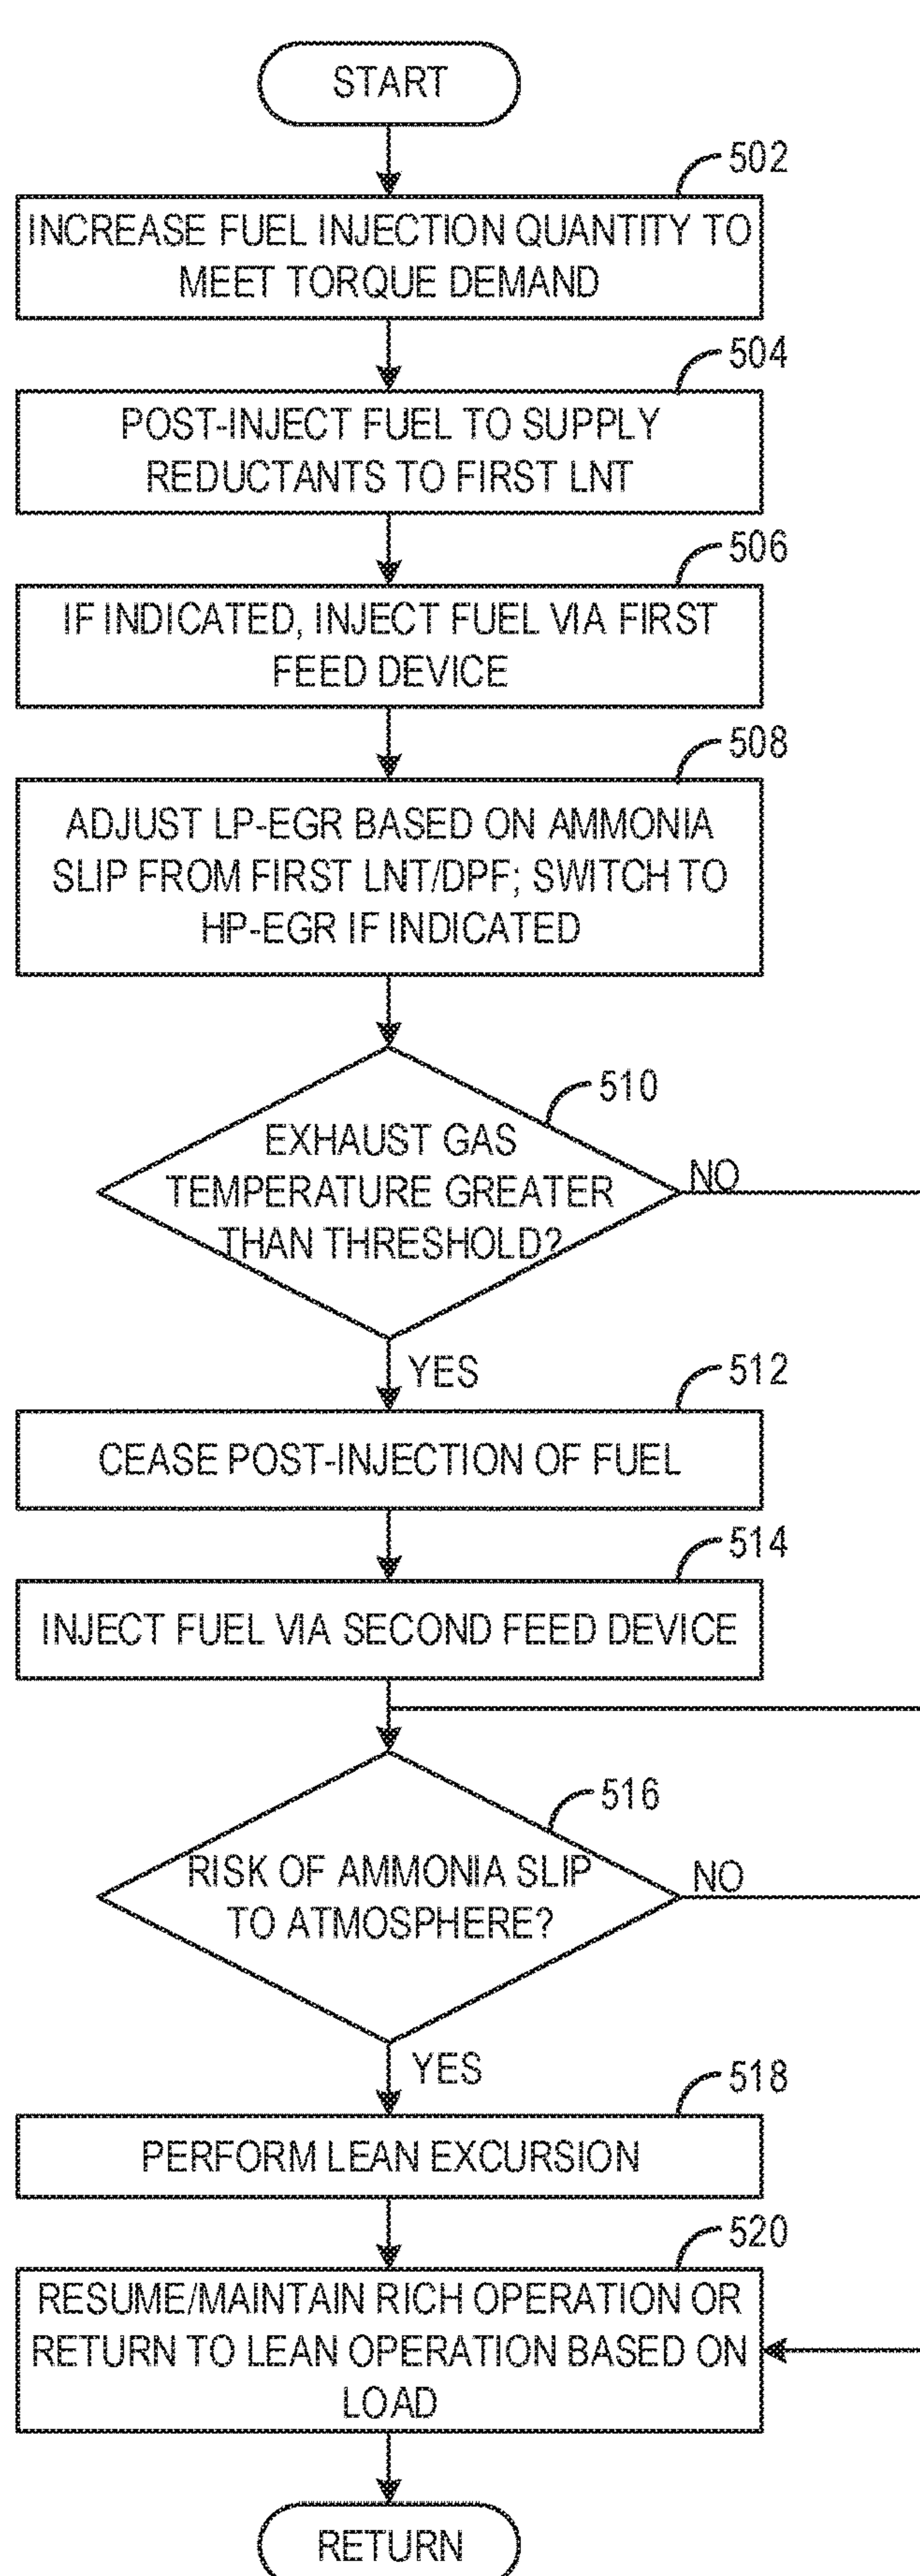 START
502
INCREASE FUEL INJECTION QUANTITY TO
MEET TORQUE DEMAND
504
POST-INJECT FUEL TO SUPPLY
REDUCTANTS TO FIRST LNT
506
IF INDICATED, INJECT FUEL VIA FIRST
FEED DEVICE
508
ADJUST LP-EGR BASED ON AMMONIA
SLIP FROM FIRST LNT/DPF; SWITCH TO
HP-EGR IF INDICATED
510
EXHAUST GAS
TEMPERATURE GREATER
THAN THRESHOLD?
NO
YES
512
CEASE POST-INJECTION OF FUEL
514
INJECT FUEL VIA SECOND FEED DEVICE
516
RISK OF AMMONIA SLIP
TO ATMOSPHERE?
NO
YES
518
PERFORM LEAN EXCURSION
520
RESUME/MAINTAIN RICH OPERATION OR
RETURN TO LEAN OPERATION BASED ON
LOAD
RETURN